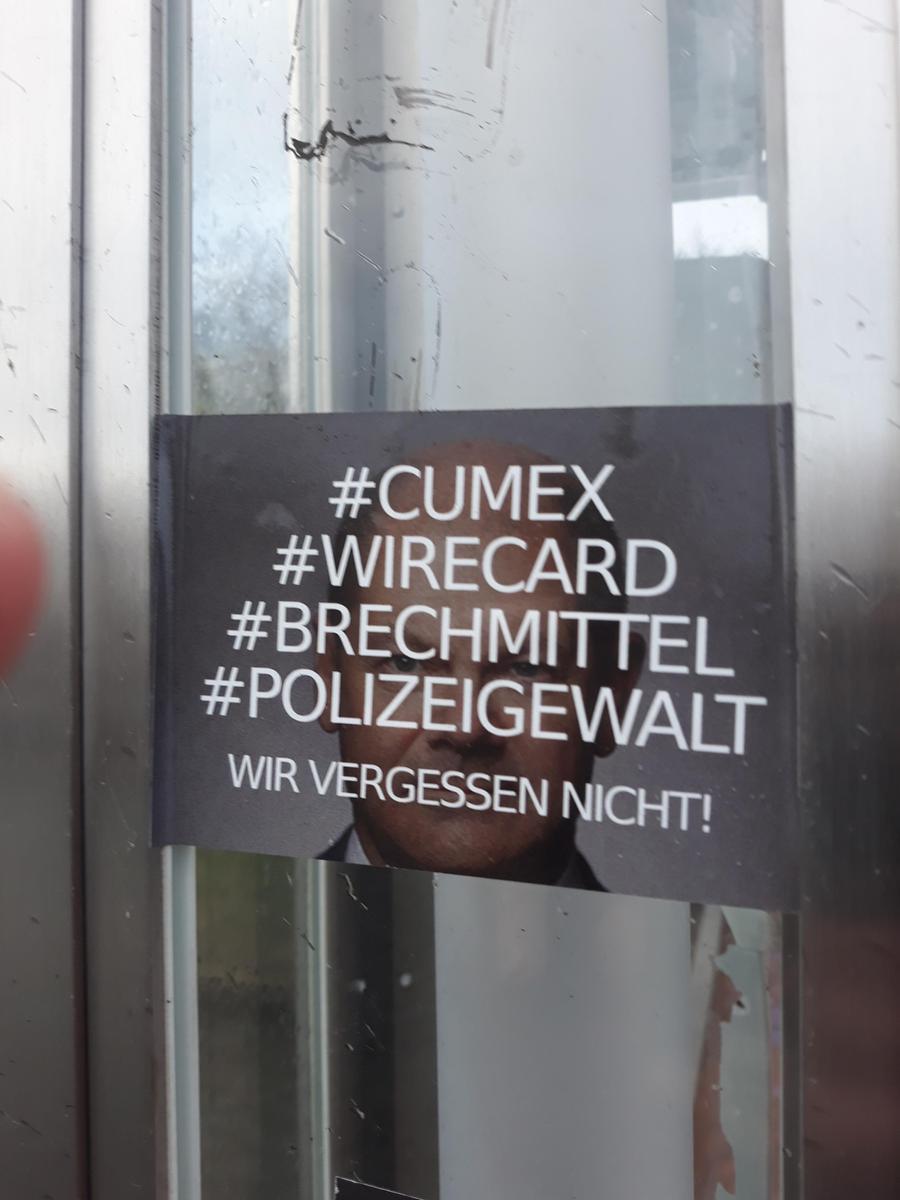 #CUMEX
#WIRECARD
#BRECHMITTEL
#POLIZEIGEWALT
WIR VERGESSEN NICHT!